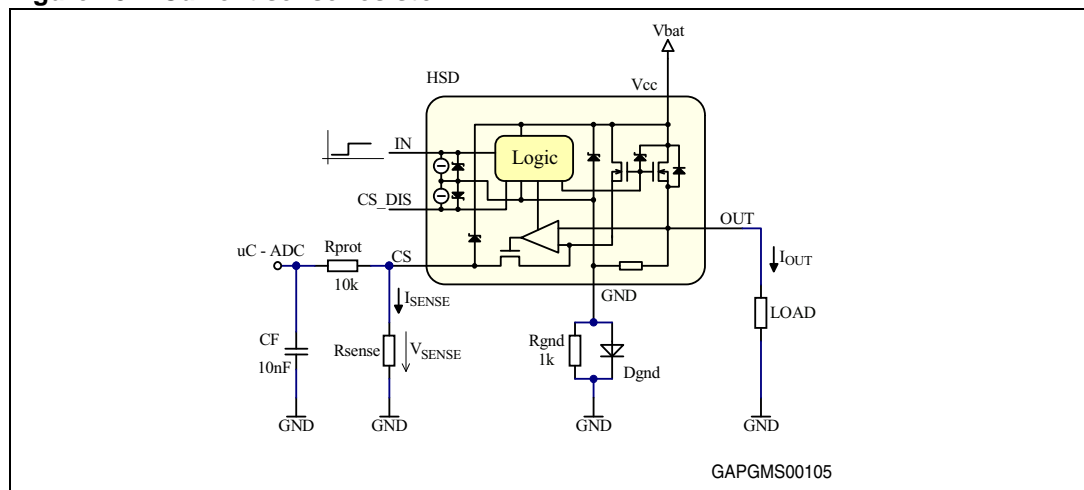 Vbat
HSD
Vcc
IN
Logic
CS_DIS
OUT
uC - ADC
Rprot
CS
10k
I_OUT
I_SENSE
GND
LOAD
CF
10nF
Rsense
V_SENSE
Rgnd
1k
Dgnd
GND
GND
GND
GND
GAPGMS00105